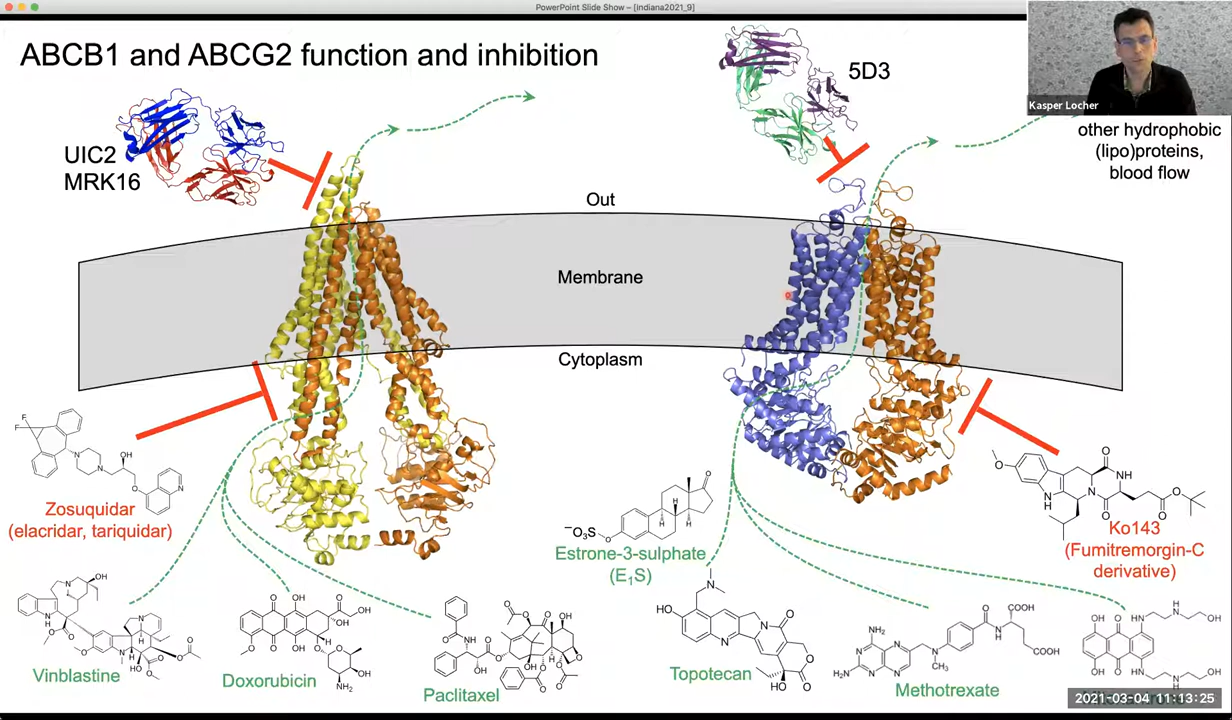 PowerPoint Slide Show – [Indiana2021_9]
ABCB1 and ABCG2 function and inhibition
Kasper Locher
5D3
UIC2
MRK16
other hydrophobic
(lipo)proteins,
blood flow
Out
Membrane
Cytoplasm
Zosuquidar
(elacridar, tariquidar)
Estrone-3-sulphate
(E₁S)
Ko143
(Fumitremorgin-C
derivative)
Vinblastine
Doxorubicin
Paclitaxel
Topotecan
Methotrexate
2021-03-04 11:13:25